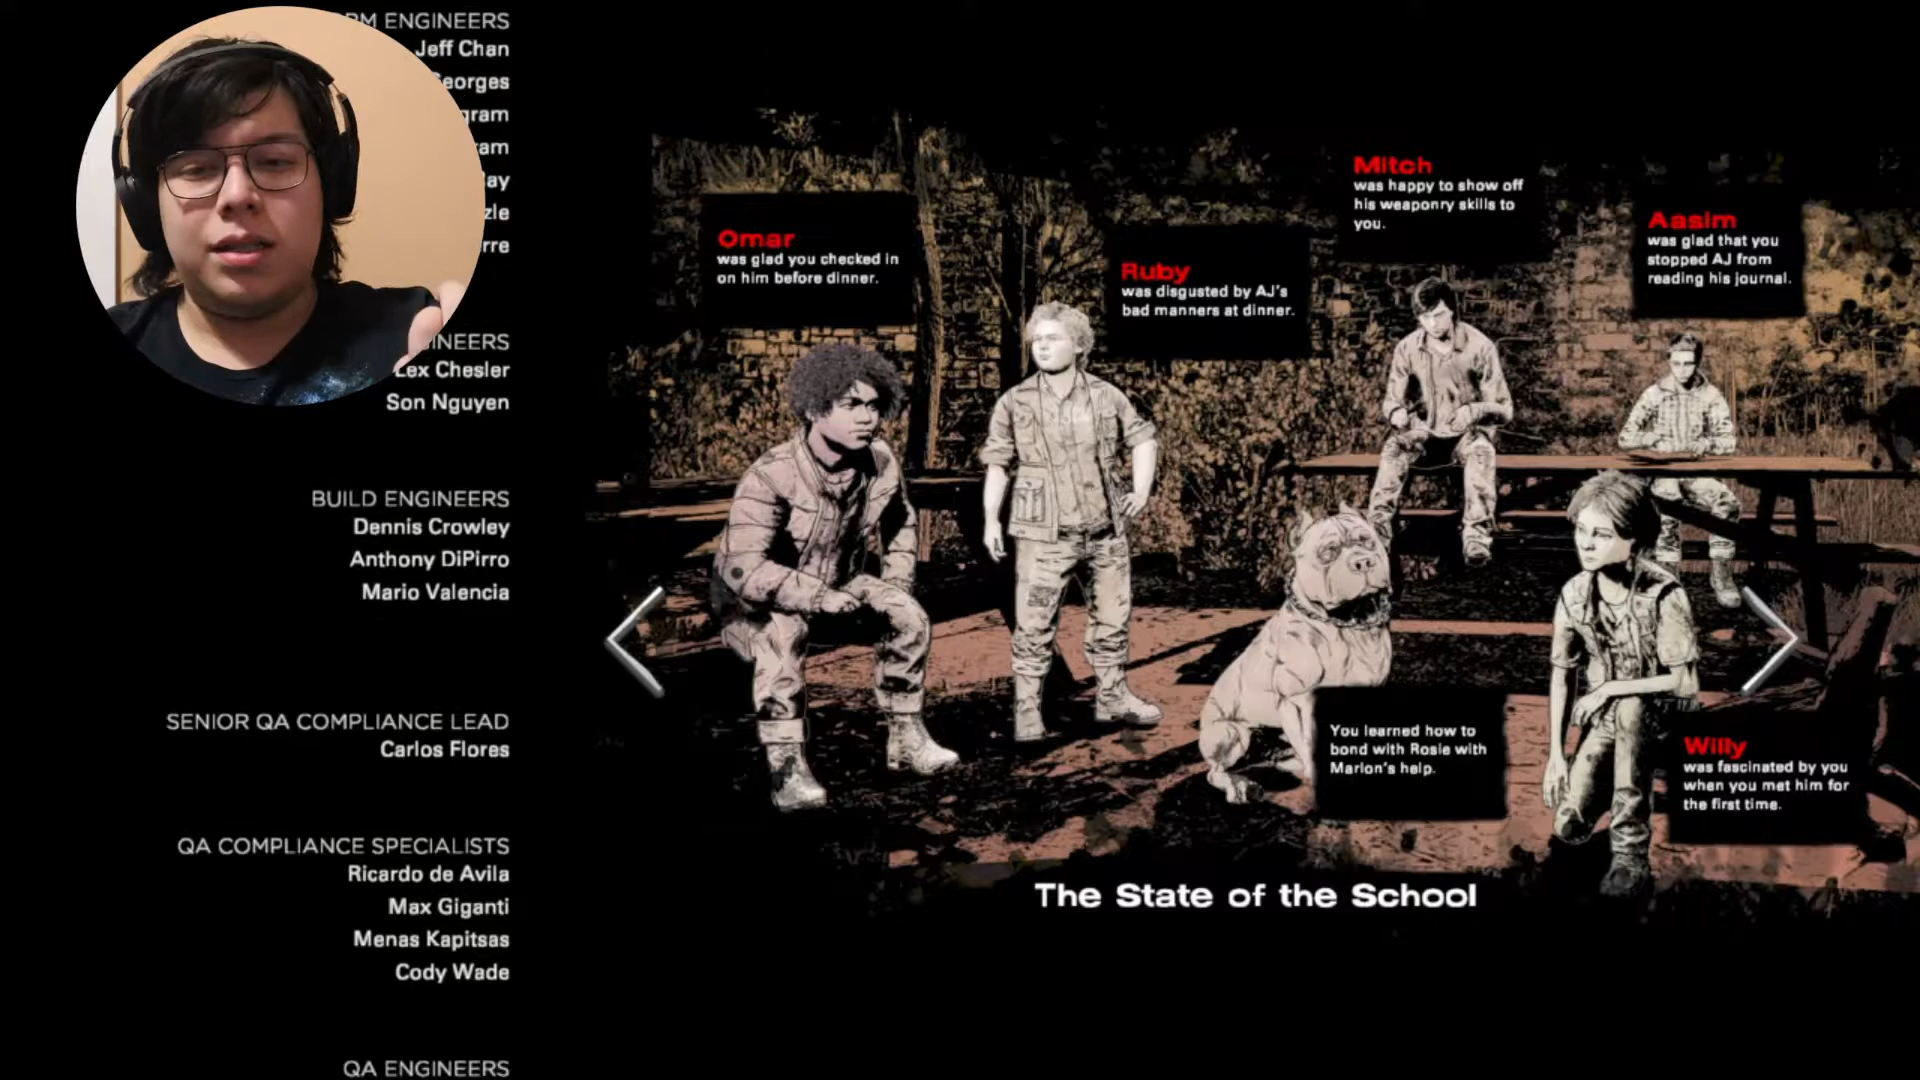 ENGINEERS
Jeff Chan
INEERS
Lex Chesler
Son Nguyen
BUILD ENGINEERS
Dennis Crowley
Anthony DiPirro
Mario Valencia
SENIOR QA COMPLIANCE LEAD
Carlos Flores
QA COMPLIANCE SPECIALISTS
Ricardo de Avila
Max Giganti
Menas Kapitsas
Cody Wade
QA ENGINEERS
Omar
was glad you checked in
on him before dinner.
Ruby
was disgusted by AJ's
bad manners at dinner.
Mitch
was happy to show off
his weaponry skills to
you.
Aasim
was glad that you
stopped AJ from
reading his journal.
You learned how to
bond with Rosie with
Marlon's help.
Willy
was fascinated by you
when you met him for
the first time.
The State of the School